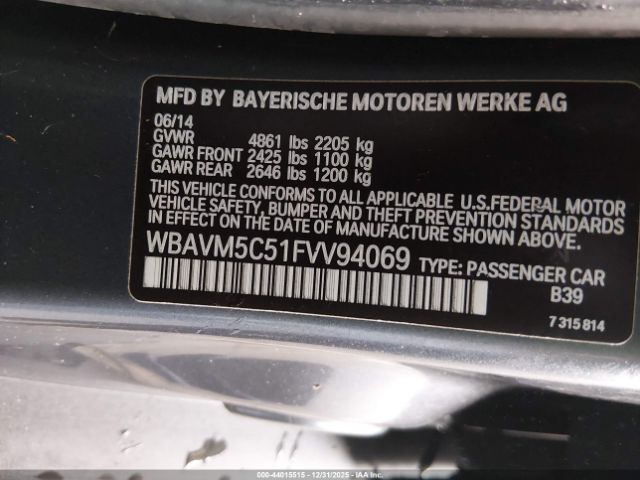 MFD BY BAYERISCHE MOTOREN WERKE AG
06/14
GVWR 4861 lbs 2205 kg
GAWR FRONT 2425 lbs 1100 kg
GAWR REAR 2646 lbs 1200 kg
THIS VEHICLE CONFORMS TO ALL APPLICABLE U.S.FEDERAL MOTOR
VEHICLE SAFETY, BUMPER AND THEFT PREVENTION STANDARDS
IN EFFECT ON THE DATE OF MANUFACTURE SHOWN ABOVE.
WBAVM5C51FVV94069 TYPE: PASSENGER CAR
B39
7 315 814
000-44015515 - 12/31/2025 - IAAI.com